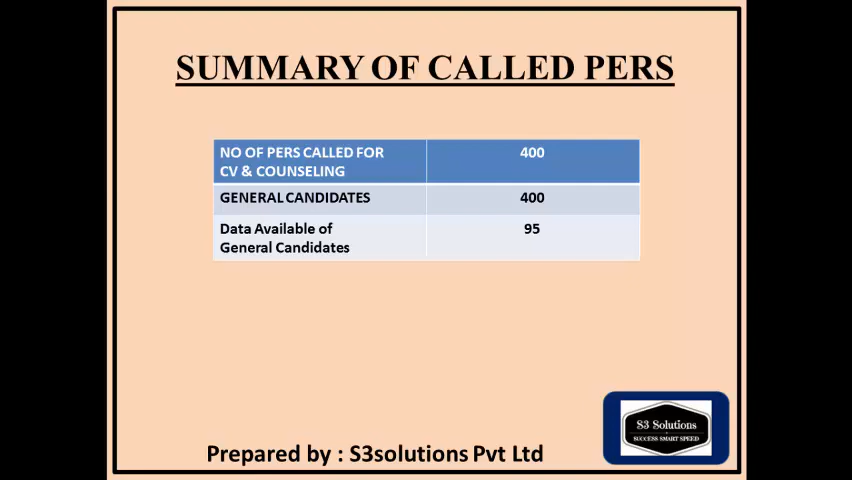 SUMMARY OF CALLED PERS
NO OF PERS CALLED FOR 400
CV & COUNSELING
GENERAL CANDIDATES 400
Data Available of 95
General Candidates
S3 Solutions
SUCCESS SMART SPEED
Prepared by : S3solutions Pvt Ltd